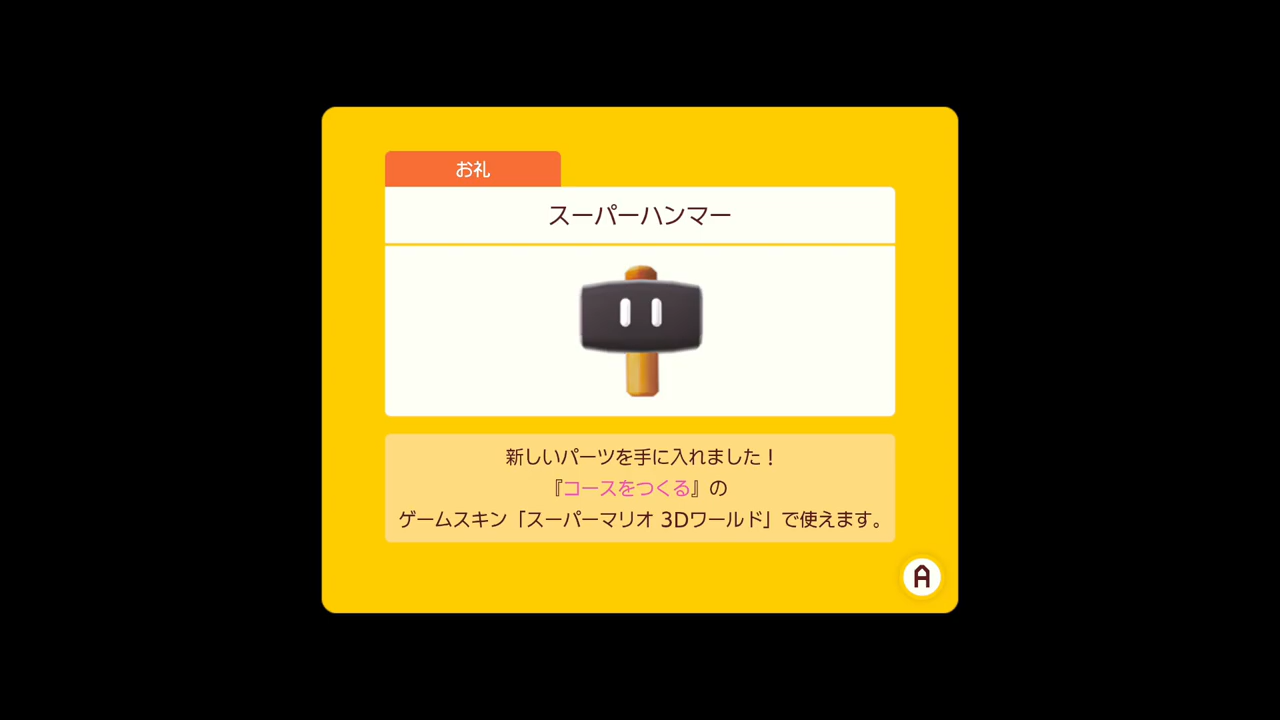 お礼
スーパーハンマー
新しいパーツを手に入れました！
『コースをつくる』の
ゲームスキン「スーパーマリオ 3Dワールド」で使えます。
A